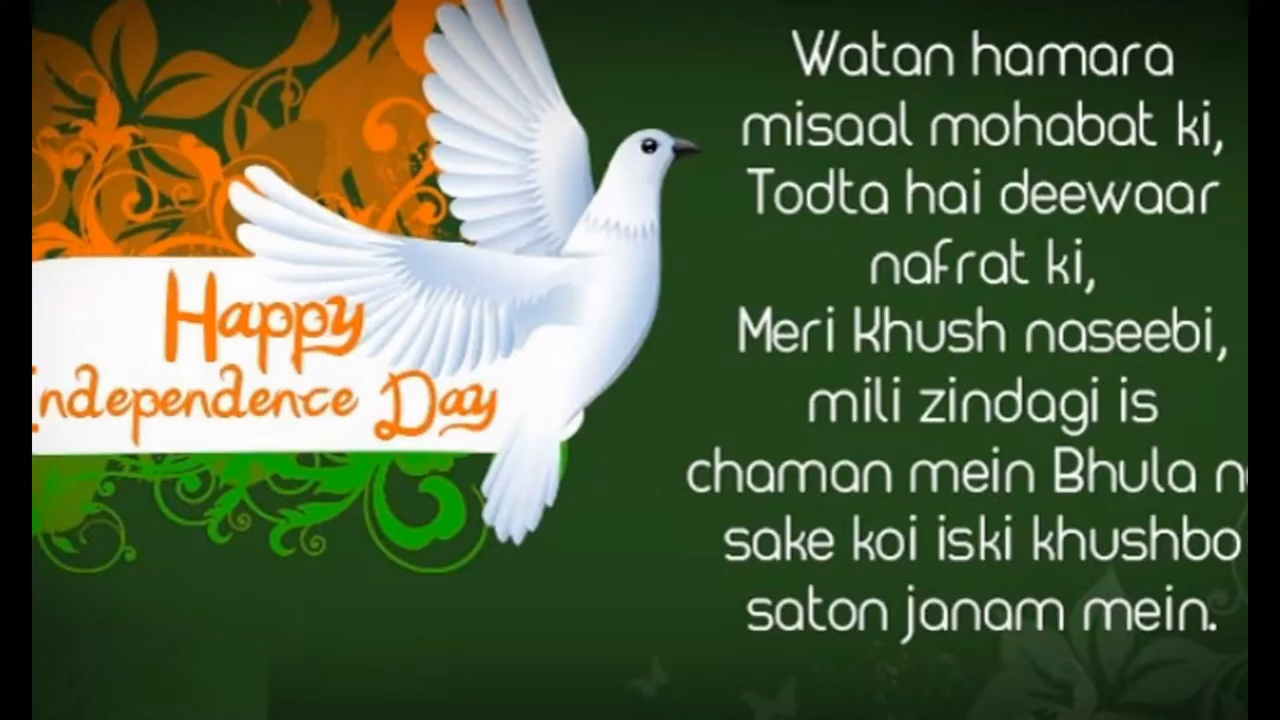 Happy
Independence Day
Watan hamara
misaal mohabat ki,
Todta hai deewaar
nafrat ki,
Meri Khush naseebi,
mili zindagi is
chaman mein Bhula
sake koi iski khushbo
saton janam mein.